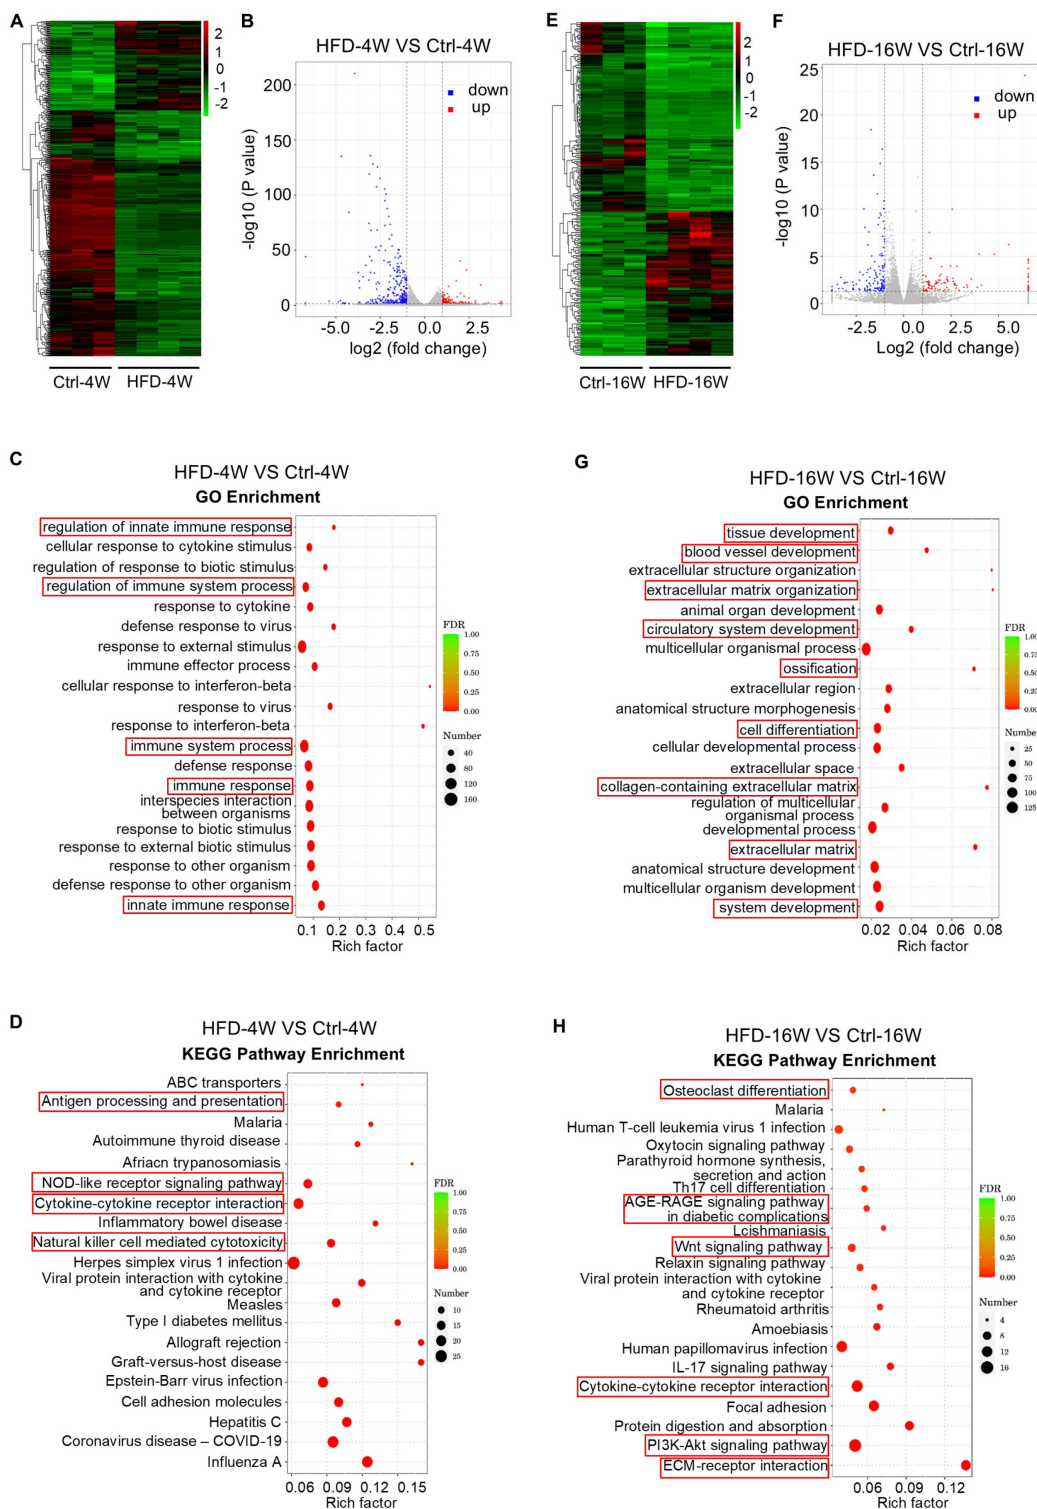 A
2
1
0
-1
-2
Ctrl-4W
HFD-4W
B
HFD-4W VS Ctrl-4W
down
up
-log10 (P value)
200
150
100
50
0
-5.0
-2.5
0.0
2.5
log2 (fold change)
E
2
1
0
-1
-2
Ctrl-16W
HFD-16W
F
HFD-16W VS Ctrl-16W
down
up
-log10 (P value)
25
20
15
10
5
0
-2.5
0.0
2.5
5.0
Log2 (fold change)
C
HFD-4W VS Ctrl-4W
GO Enrichment
regulation of innate immune response
cellular response to cytokine stimulus
regulation of response to biotic stimulus
regulation of immune system process
response to cytokine
defense response to virus
response to external stimulus
immune effector process
cellular response to interferon-beta
response to virus
response to interferon-beta
immune system process
defense response
immune response
interspecies interaction
between organisms
response to biotic stimulus
response to external biotic stimulus
response to other organism
defense response to other organism
innate immune response
0.1
0.2
0.3
0.4
0.5
Rich factor
FDR
1.00
0.75
0.50
0.25
0.00
Number
40
80
120
160
G
HFD-16W VS Ctrl-16W
GO Enrichment
tissue development
blood vessel development
extracellular structure organization
extracellular matrix organization
animal organ development
circulatory system development
multicellular organismal process
ossification
extracellular region
anatomical structure morphogenesis
cell differentiation
cellular developmental process
extracellular space
collagen-containing extracellular matrix
regulation of multicellular
organismal process
developmental process
extracellular matrix
anatomical structure development
multicellular organism development
system development
0.02
0.04
0.06
0.08
Rich factor
FDR
1.00
0.75
0.50
0.25
0.00
Number
25
50
75
100
125
D
HFD-4W VS Ctrl-4W
KEGG Pathway Enrichment
ABC transporters
Antigen processing and presentation
Malaria
Autoimmune thyroid disease
Afriacn trypanosomiasis
NOD-like receptor signaling pathway
Cytokine-cytokine receptor interaction
Inflammatory bowel disease
Natural killer cell mediated cytotoxicity
Herpes simplex virus 1 infection
Viral protein interaction with cytokine
and cytokine receptor
Measles
Type I diabetes mellitus
Allograft rejection
Graft-versus-host disease
Epstein-Barr virus infection
Cell adhesion molecules
Hepatitis C
Coronavirus disease – COVID-19
Influenza A
0.06
0.09
0.12
0.15
Rich factor
FDR
1.00
0.75
0.50
0.25
0.00
Number
10
15
20
25
H
HFD-16W VS Ctrl-16W
KEGG Pathway Enrichment
Osteoclast differentiation
Malaria
Human T-cell leukemia virus 1 infection
Oxytocin signaling pathway
Parathyroid hormone synthesis,
secretion and action
Th17 cell differentiation
AGE-RAGE signaling pathway
in diabetic complications
Lcishmaniasis
Wnt signaling pathway
Relaxin signaling pathway
Viral protein interaction with cytokine
and cytokine receptor
Rheumatoid arthritis
Amoebiasis
Human papillomavirus infection
IL-17 signaling pathway
Cytokine-cytokine receptor interaction
Focal adhesion
Protein digestion and absorption
PI3K-Akt signaling pathway
ECM-receptor interaction
0.06
0.09
0.12
Rich factor
FDR
1.00
0.75
0.50
0.25
0.00
Number
4
8
12
16